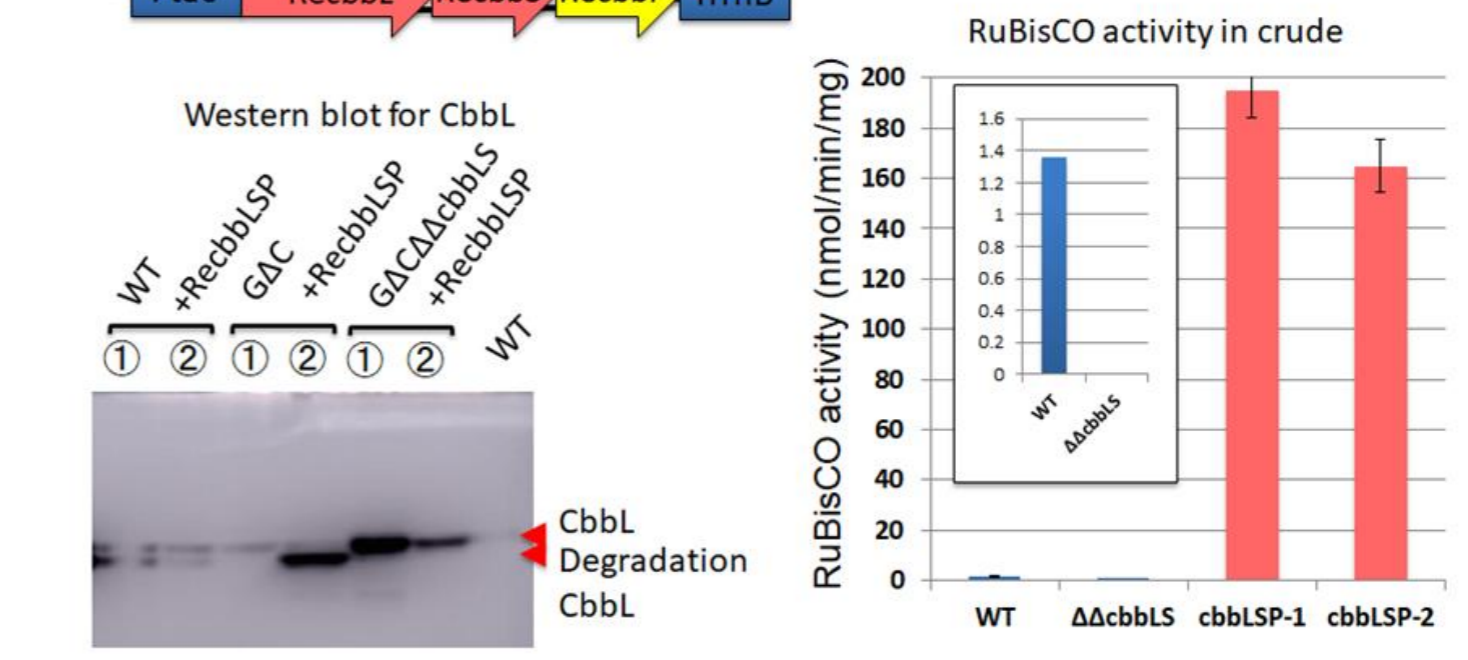 Western blot for CbbL
WT
+RecbbLSP
GΔC
+RecbbLSP
GΔCΔΔcbbLS
+RecbbLSP
WT
① ② ① ② ① ②
CbbL
Degradation
CbbL
RuBisCO activity in crude
RuBisCO activity (nmol/min/mg)
200
180
160
140
120
100
80
60
40
20
0
1.6
1.4
1.2
1
0.8
0.6
0.4
0.2
0
WT
ΔΔcbbLS
WT ΔΔcbbLS cbbLSP-1 cbbLSP-2